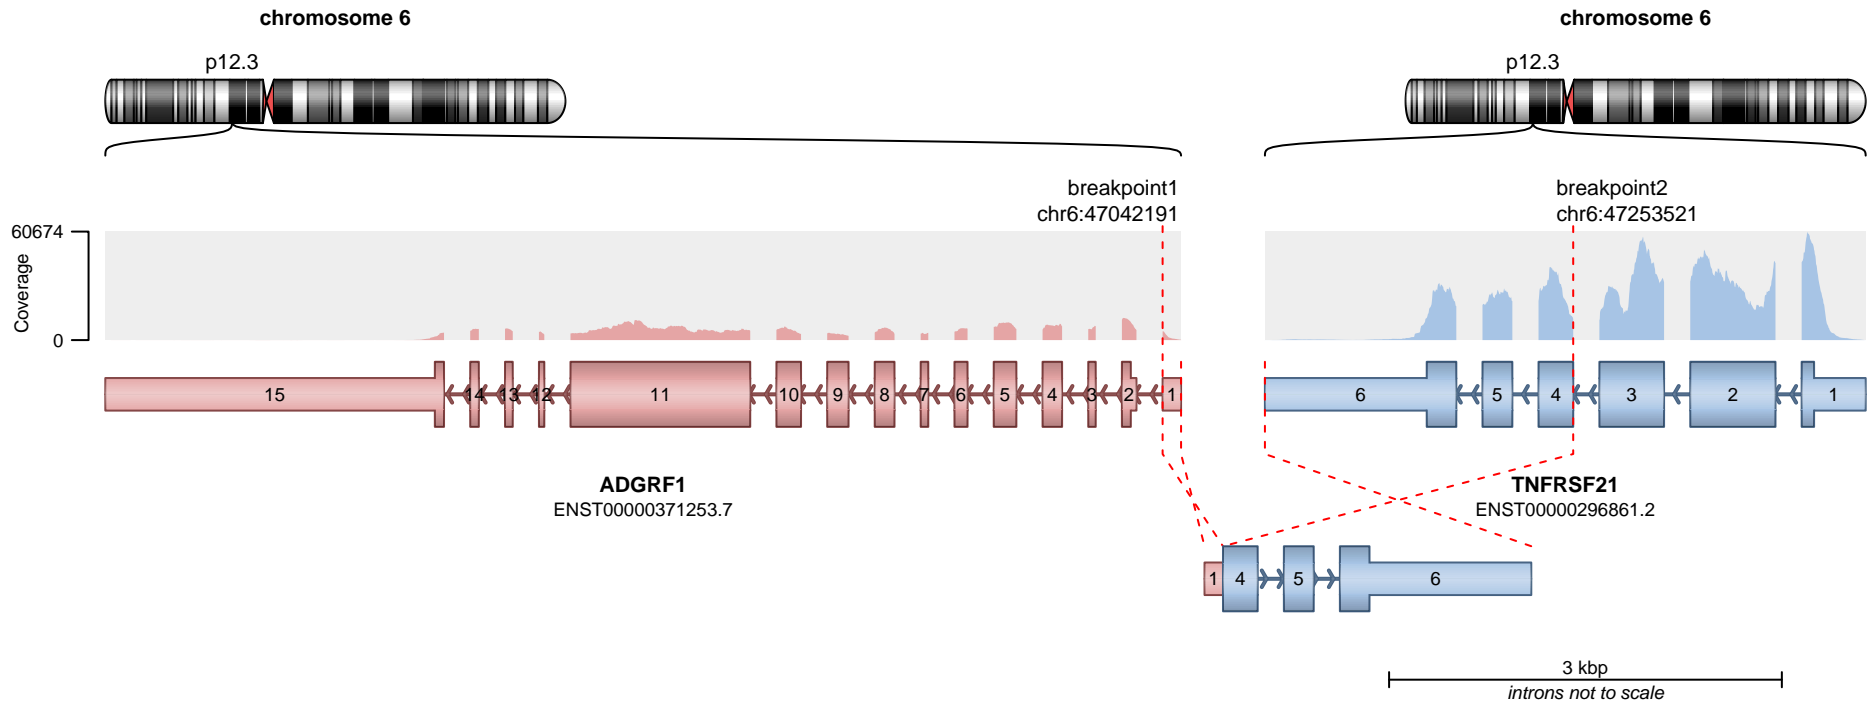 chromosome 6
chromosome 6
p12.3
p12.3
breakpoint1
chr6:47042191
breakpoint2
chr6:47253521
60674
Coverage
0
15 14 13 12 11 10 9 8 7 6 5 4 3 2 1
6 5 4 3 2 1
ADGRF1
ENST00000371253.7
TNFRSF21
ENST00000296861.2
1 4 5 6
3 kbp
introns not to scale